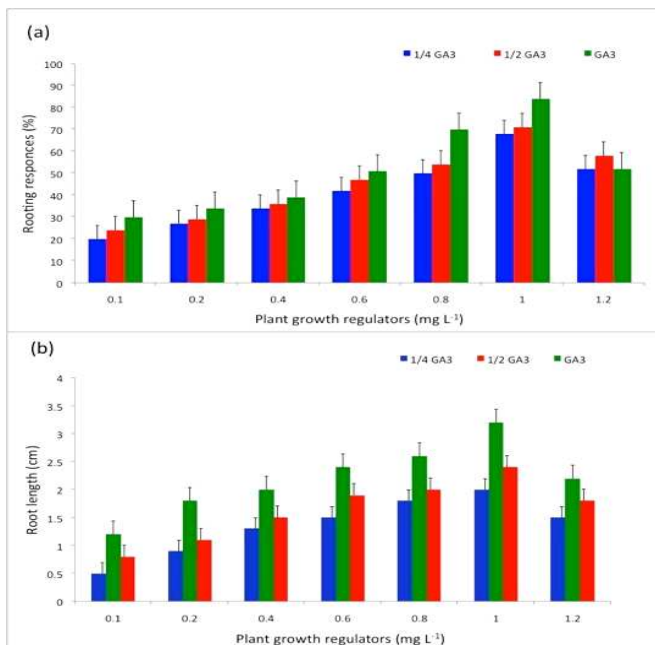 (a)
1/4 GA3 1/2 GA3 GA3
Rooting responces (%)
100
90
80
70
60
50
40
30
20
10
0
0.1 0.2 0.4 0.6 0.8 1 1.2
Plant growth regulators (mg L-1)
(b)
1/4 GA3 1/2 GA3 GA3
Root length (cm)
4
3.5
3
2.5
2
1.5
1
0.5
0
0.1 0.2 0.4 0.6 0.8 1 1.2
Plant growth regulators (mg L-1)